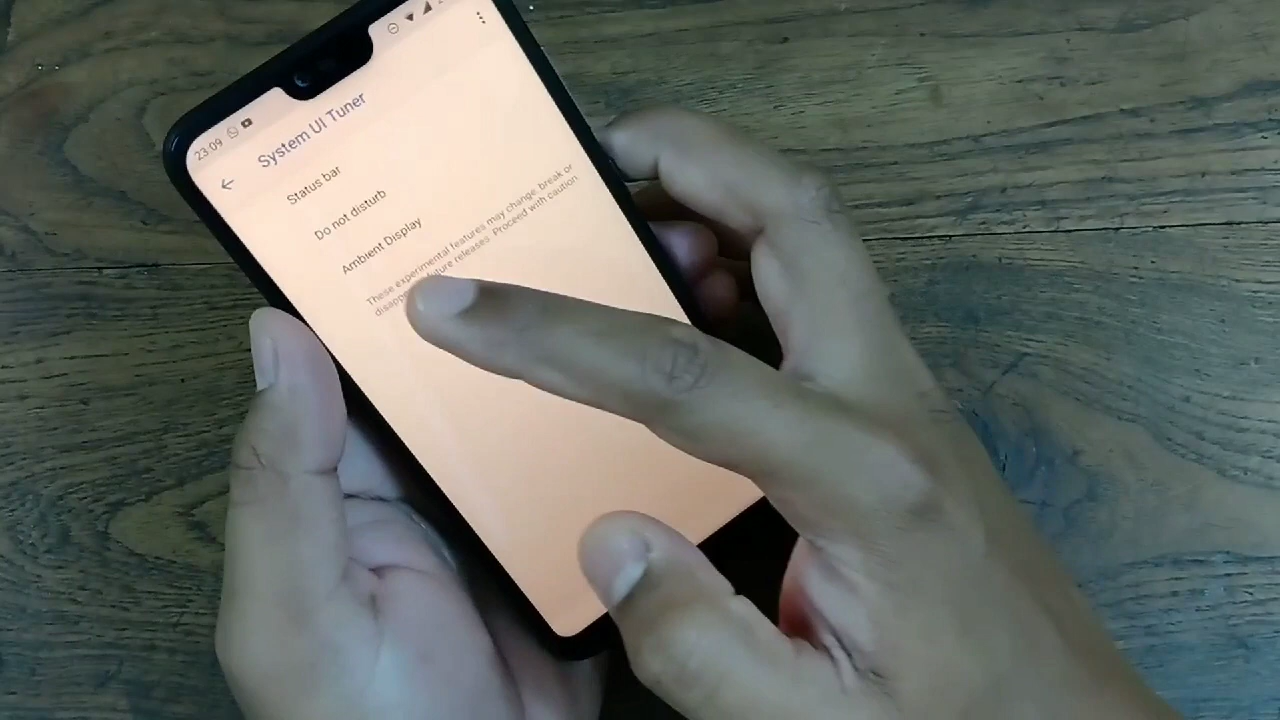 23:09
System UI Tuner
Status bar
Do not disturb
Ambient Display
These experimental features may change, break or
future releases. Proceed with caution